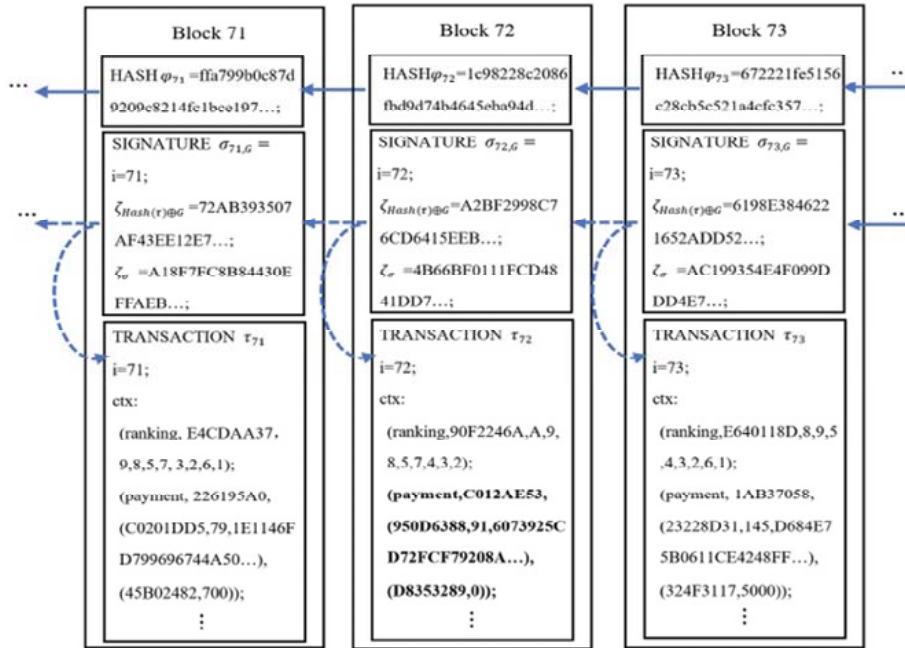 Block 71
HASH φ71 =ffa799b0c87d
9209e8214fe1bee197…;
SIGNATURE σ71,G =
i=71;
ζHash(τ)⊕G=72AB393507
AF43EE12E7…;
ζσ =A18F7FC8B84430E
FFAEB…;
TRANSACTION τ71
i=71;
ctx:
(ranking, E4CDAA37,
9,8,5,7, 3,2,6,1);
(payment, 226195A0,
(C0201DD5,79,1E1146F
D799696744A50…),
(45B02482,700));
⋮
Block 72
HASHφ72=1c98228c2086
fbd9d74b4645eba94d…;
SIGNATURE σ72,G =
i=72;
ζHash(τ)⊕G=A2BF2998C7
6CD6415EEB…;
ζσ =4B66BF0111FCD48
41DD7…;
TRANSACTION τ72
i=72;
ctx:
(ranking,90F2246A,A,9,
8,5,7,4,3,2);
(payment,C012AE53,
(950D6388,91,6073925C
D72FCF79208A…),
(D8353289,0));
⋮
Block 73
HASHφ73=672221fe5156
c28cb5c521a4cfc357…;
SIGNATURE σ73,G =
i=73;
ζHash(τ)⊕G=6198E384622
1652ADD52…;
ζσ =AC199354E4F099D
DD4E7…;
TRANSACTION τ73
i=73;
ctx:
(ranking,E640118D,8,9,5
,4,3,2,6,1);
(payment, 1AB37058,
(23228D31,145,D684E7
5B0611CE4248FF…),
(324F3117,5000));
⋮